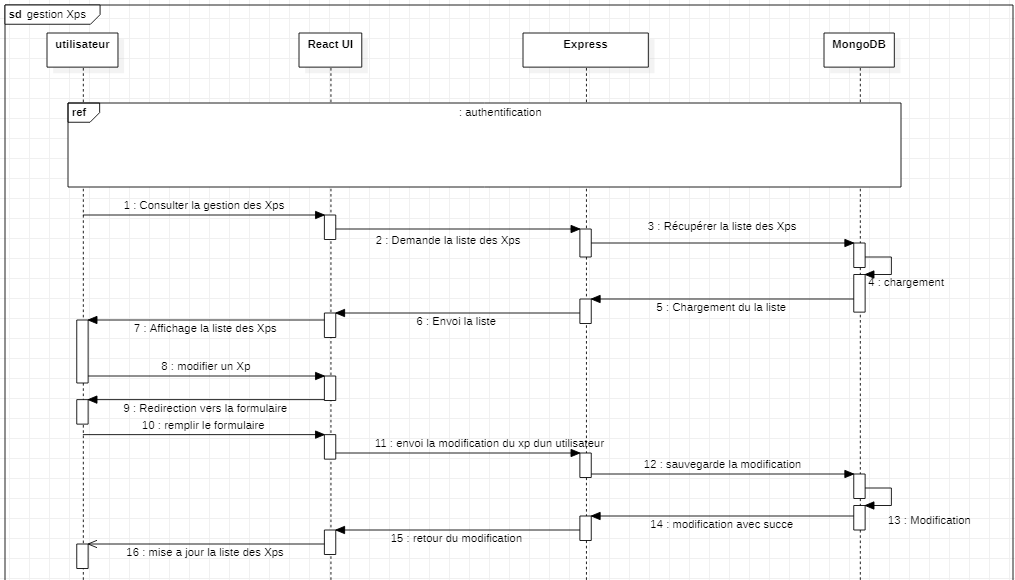 sd gestion Xps
utilisateur
React UI
Express
MongoDB
ref
: authentification
1 : Consulter la gestion des Xps
2 : Demande la liste des Xps
3 : Récupérer la liste des Xps
4 : chargement
5 : Chargement du la liste
6 : Envoi la liste
7 : Affichage la liste des Xps
8 : modifier un Xp
9 : Redirection vers la formulaire
10 : remplir le formulaire
11 : envoi la modification du xp dun utilisateur
12 : sauvegarde la modification
13 : Modification
14 : modification avec succe
15 : retour du modification
16 : mise a jour la liste des Xps